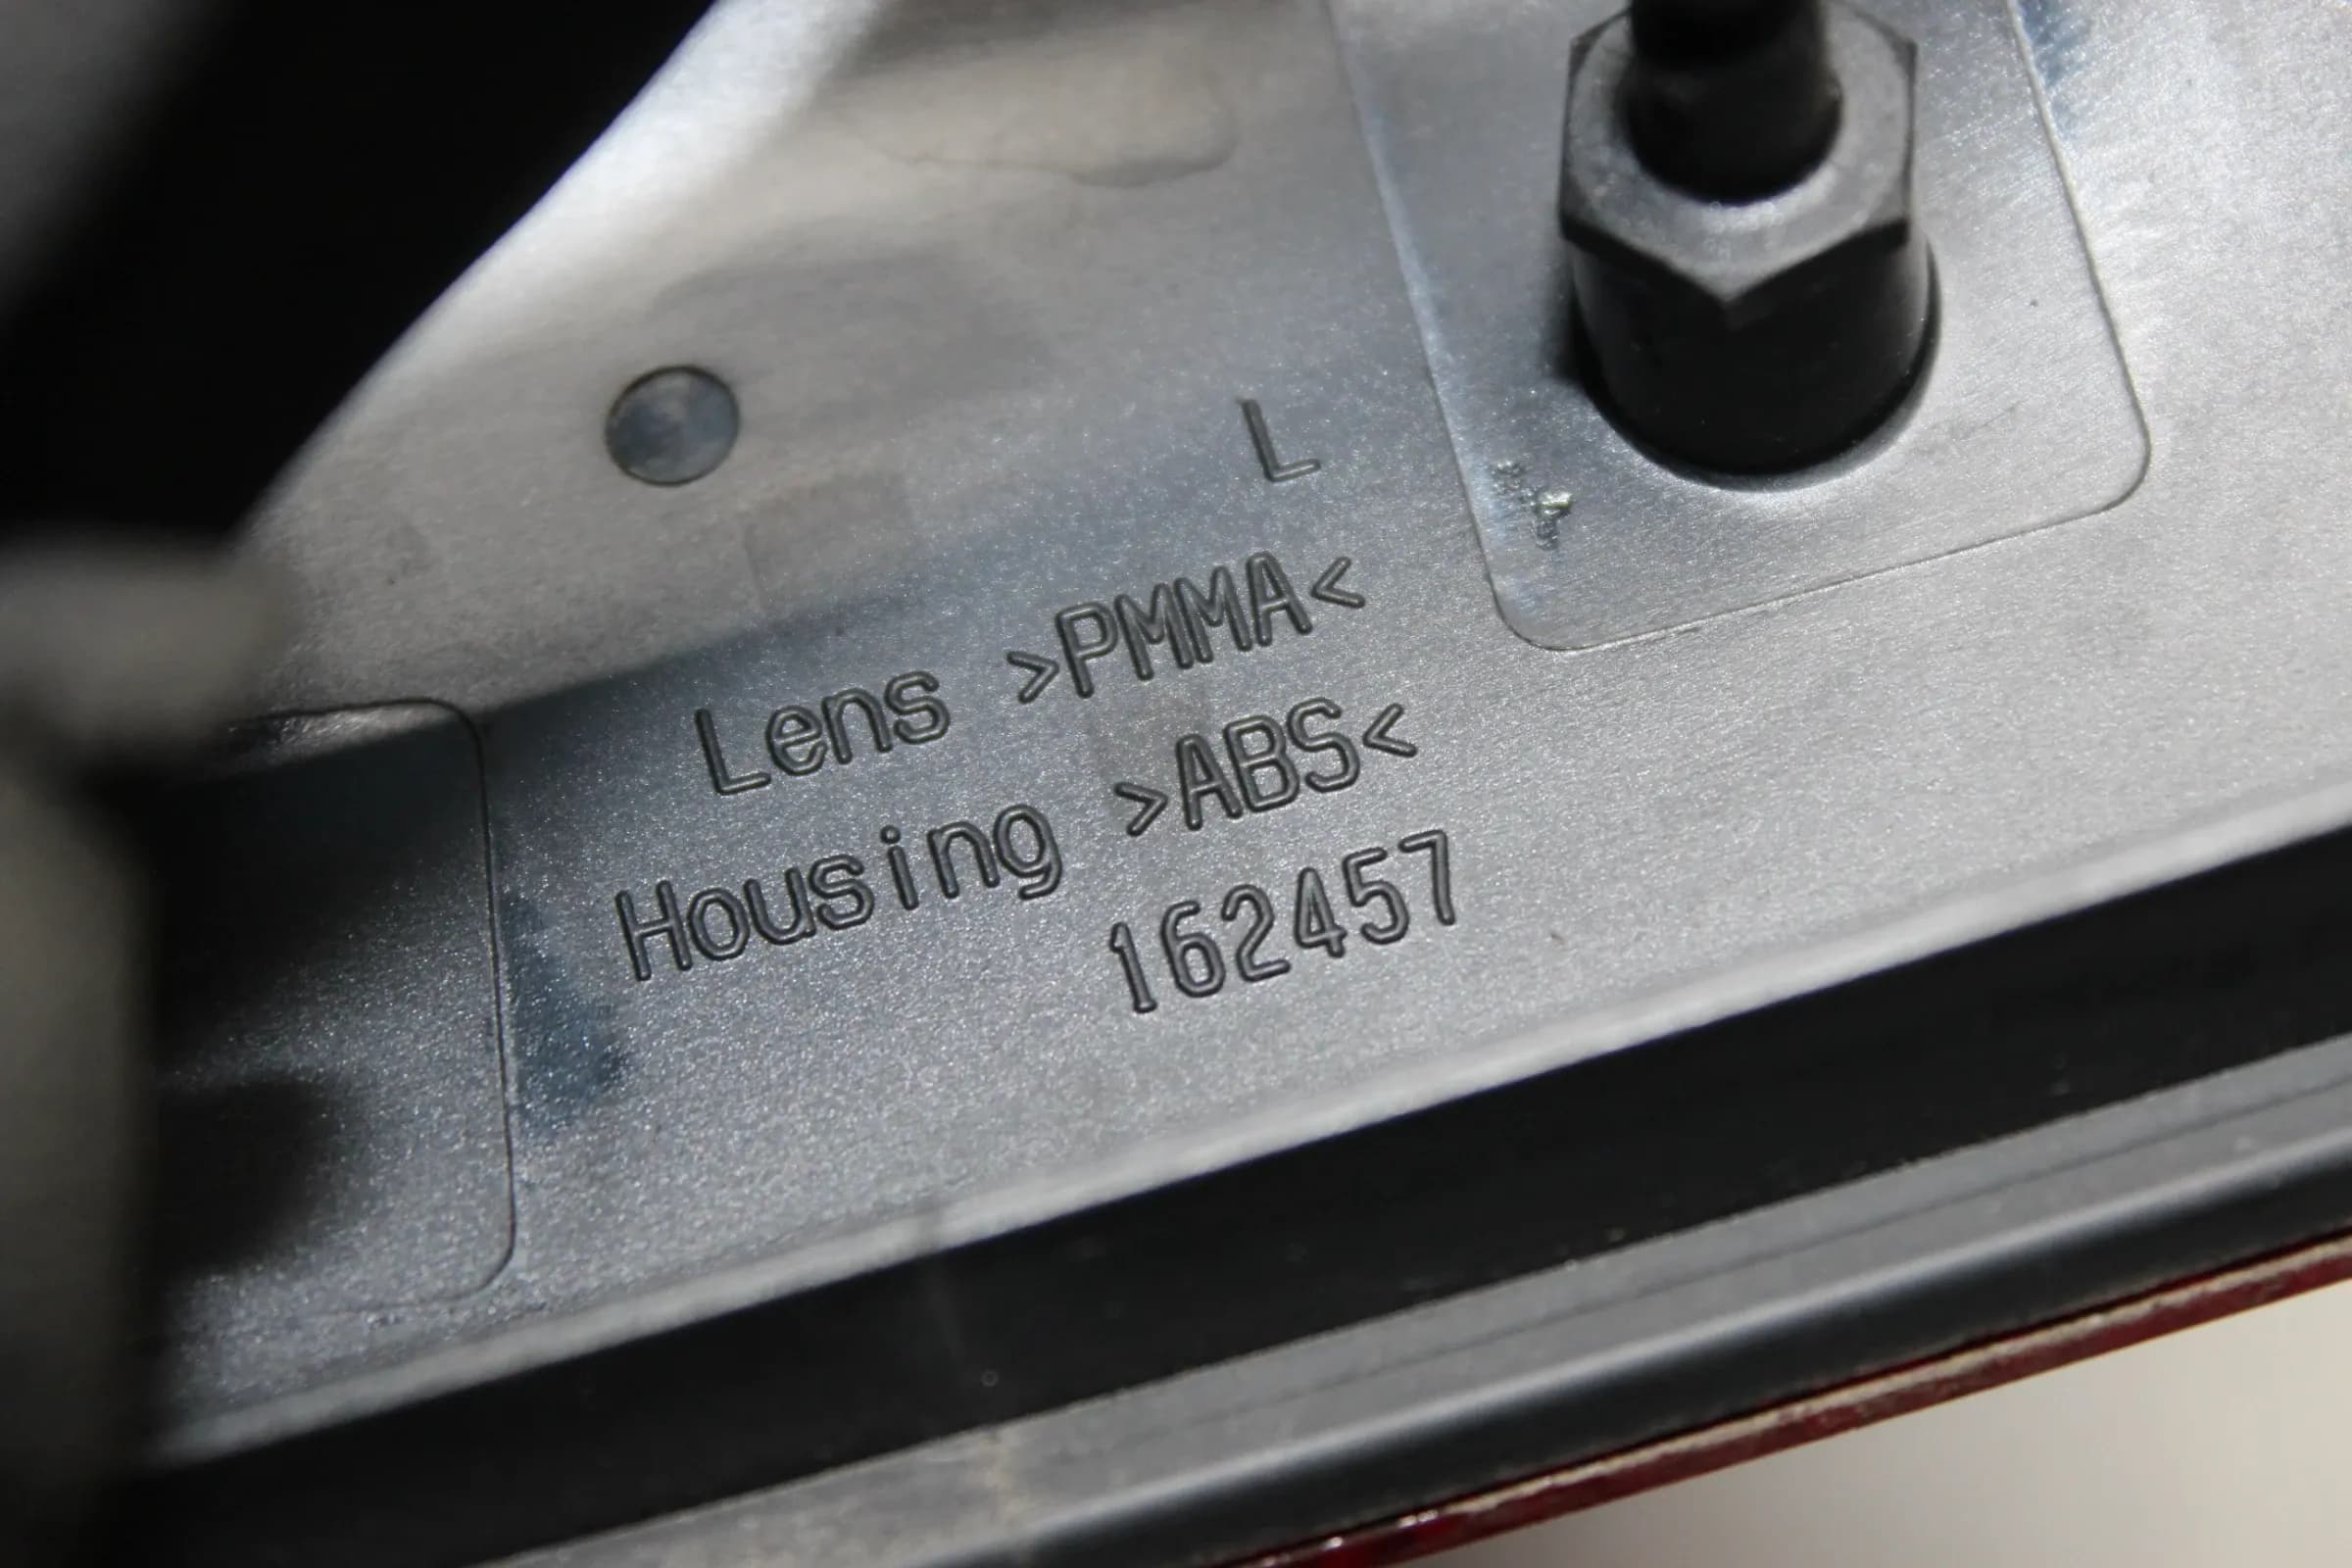 L
Lens >PMMA<
Housing >ABS<
162457